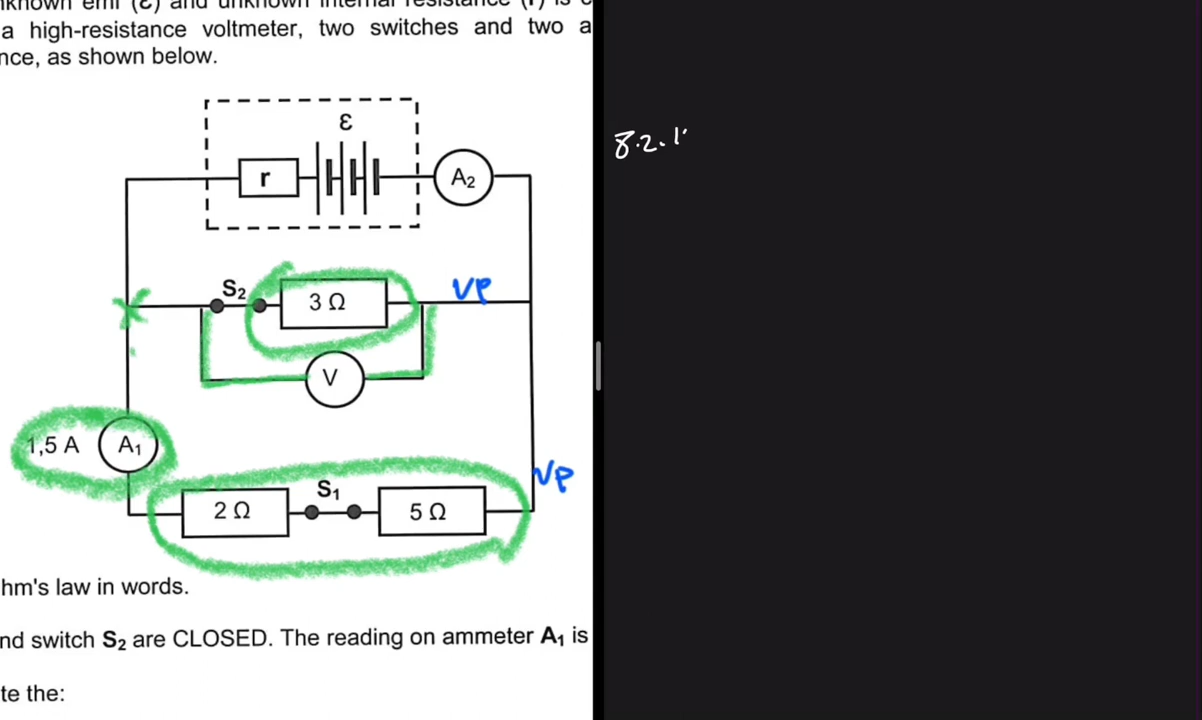 a high-resistance voltmeter, two switches and two a
nce, as shown below.
ε
r
A2
8.2.1
S2
3 Ω
VP
V
1,5 A
A1
VP
S1
2 Ω
5 Ω
hm's law in words.
nd switch S2 are CLOSED. The reading on ammeter A1 is
te the: